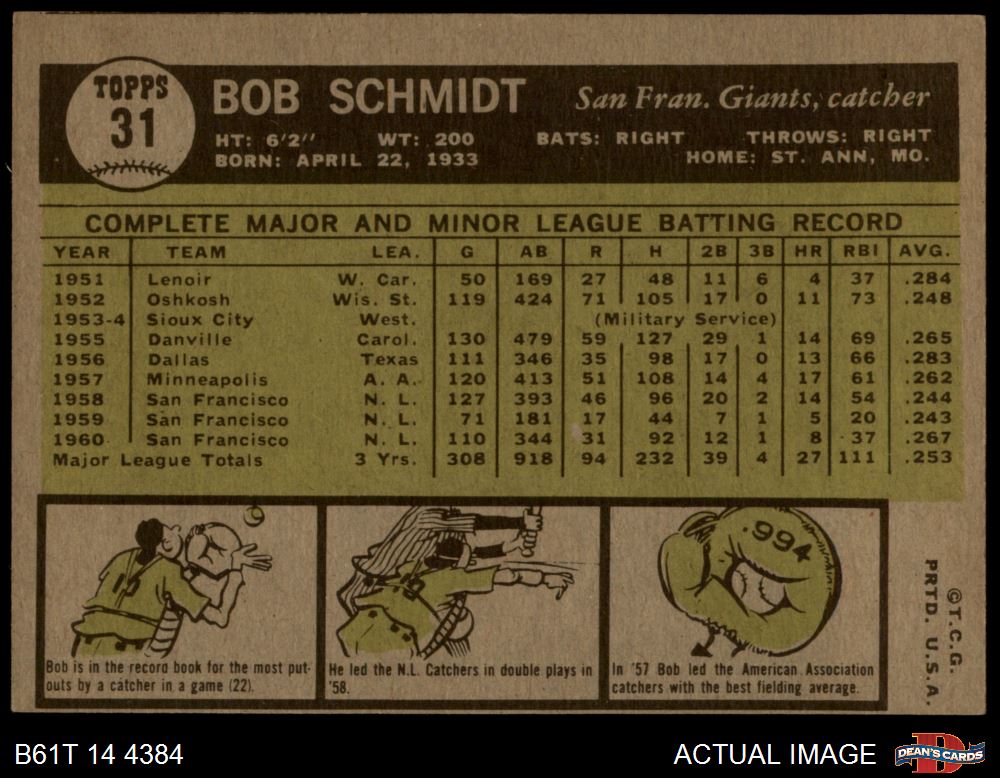 TOPPS
31
BOB SCHMIDT San Fran. Giants, catcher
HT: 6'2" WT: 200 BATS: RIGHT THROWS: RIGHT
BORN: APRIL 22, 1933 HOME: ST. ANN, MO.
COMPLETE MAJOR AND MINOR LEAGUE BATTING RECORD
YEAR TEAM LEA. G AB R H 2B 3B HR RBI AVG.
1951 Lenoir W. Car. 50 169 27 48 11 6 4 37 .284
1952 Oshkosh Wis. St. 119 424 71 105 17 0 11 73 .248
1953-4 Sioux City West. (Military Service)
1955 Danville Carol. 130 479 59 127 29 1 14 69 .265
1956 Dallas Texas 111 346 35 98 17 0 13 66 .283
1957 Minneapolis A. A. 120 413 51 108 14 4 17 61 .262
1958 San Francisco N. L. 127 393 46 96 20 2 14 54 .244
1959 San Francisco N. L. 71 181 17 44 7 1 5 20 .243
1960 San Francisco N. L. 110 344 31 92 12 1 8 37 .267
Major League Totals 3 Yrs. 308 918 94 232 39 4 27 111 .253
Bob is in the record book for the most put-
outs by a catcher in a game (22).
He led the N.L. Catchers in double plays in
'58.
.994
In '57 Bob led the American Association
catchers with the best fielding average.
©T.C.G.
PRTD. U.S.A.
B61T 14 4384 ACTUAL IMAGE
DEAN'S CARDS